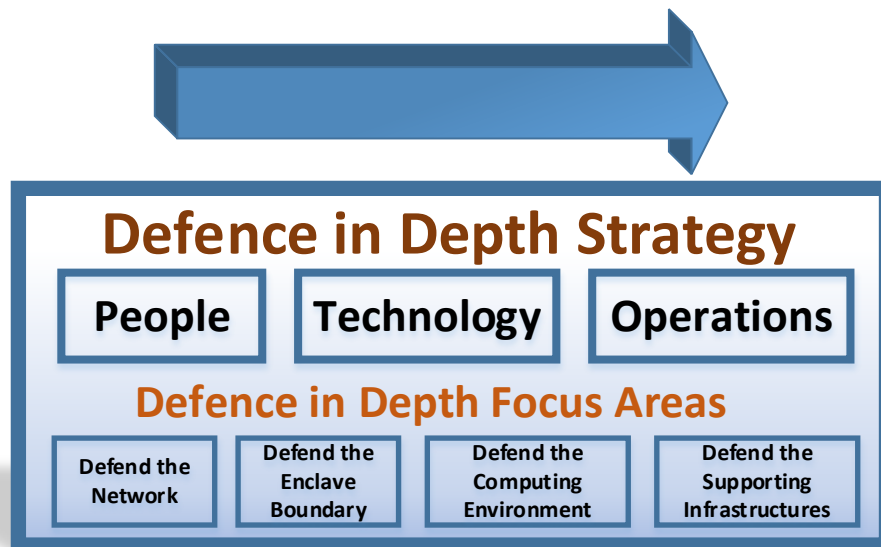 Defence in Depth Strategy
People
Technology
Operations
Defence in Depth Focus Areas
Defend the
Network
Defend the
Enclave
Boundary
Defend the
Computing
Environment
Defend the
Supporting
Infrastructures